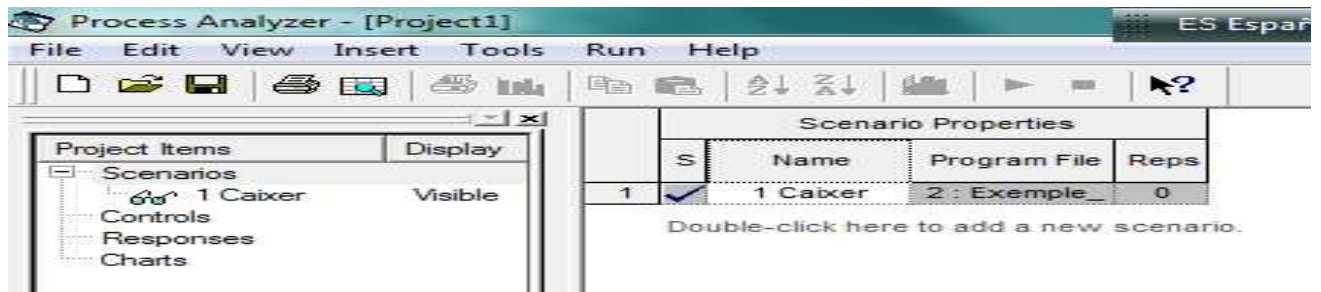 Process Analyzer - [Project1]
ES Españ
File Edit View Insert Tools Run Help
Project Items Display
Scenarios
1 Caixer Visible
Controls
Responses
Charts
Scenario Properties
S Name Program File Reps
1 1 Caixer 2 : Exemple_ 0
Double-click here to add a new scenario.